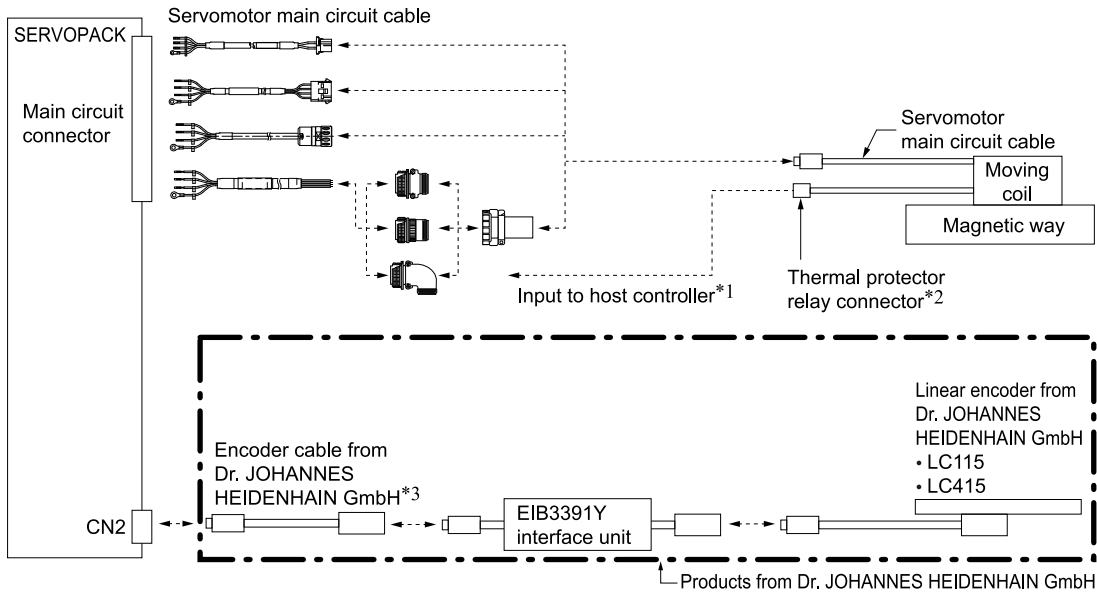 Servomotor main circuit cable
SERVOPACK
Main circuit
connector
Servomotor
main circuit cable
Moving
coil
Magnetic way
Thermal protector
relay connector*2
Input to host controller*1
Linear encoder from
Dr. JOHANNES
HEIDENHAIN GmbH
• LC115
• LC415
Encoder cable from
Dr. JOHANNES
HEIDENHAIN GmbH*3
CN2
EIB3391Y
interface unit
Products from Dr. JOHANNES HEIDENHAIN GmbH